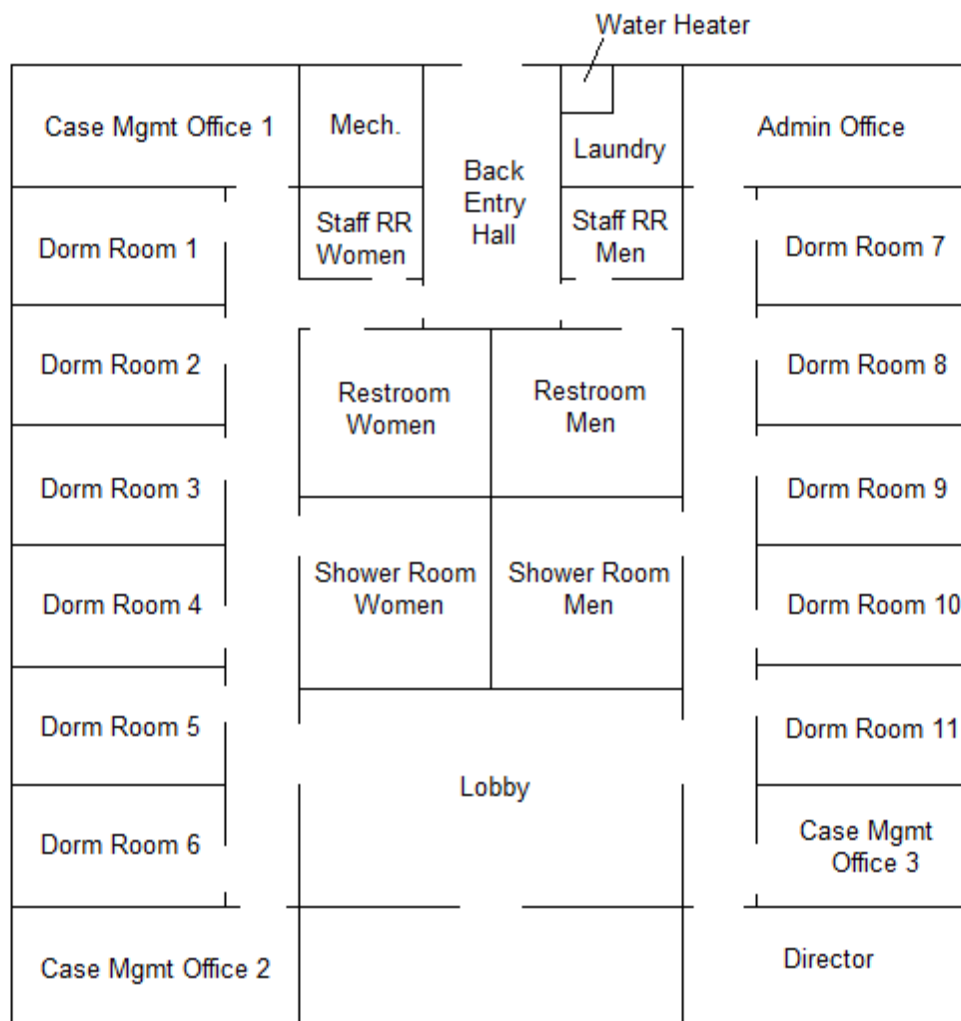 Water Heater
Case Mgmt Office 1
Mech.
Back
Entry
Hall
Laundry
Admin Office
Dorm Room 1
Staff RR
Women
Staff RR
Men
Dorm Room 7
Dorm Room 2
Restroom
Women
Restroom
Men
Dorm Room 8
Dorm Room 3
Dorm Room 9
Dorm Room 4
Shower Room
Women
Shower Room
Men
Dorm Room 10
Dorm Room 5
Dorm Room 11
Lobby
Dorm Room 6
Case Mgmt
Office 3
Case Mgmt Office 2
Director